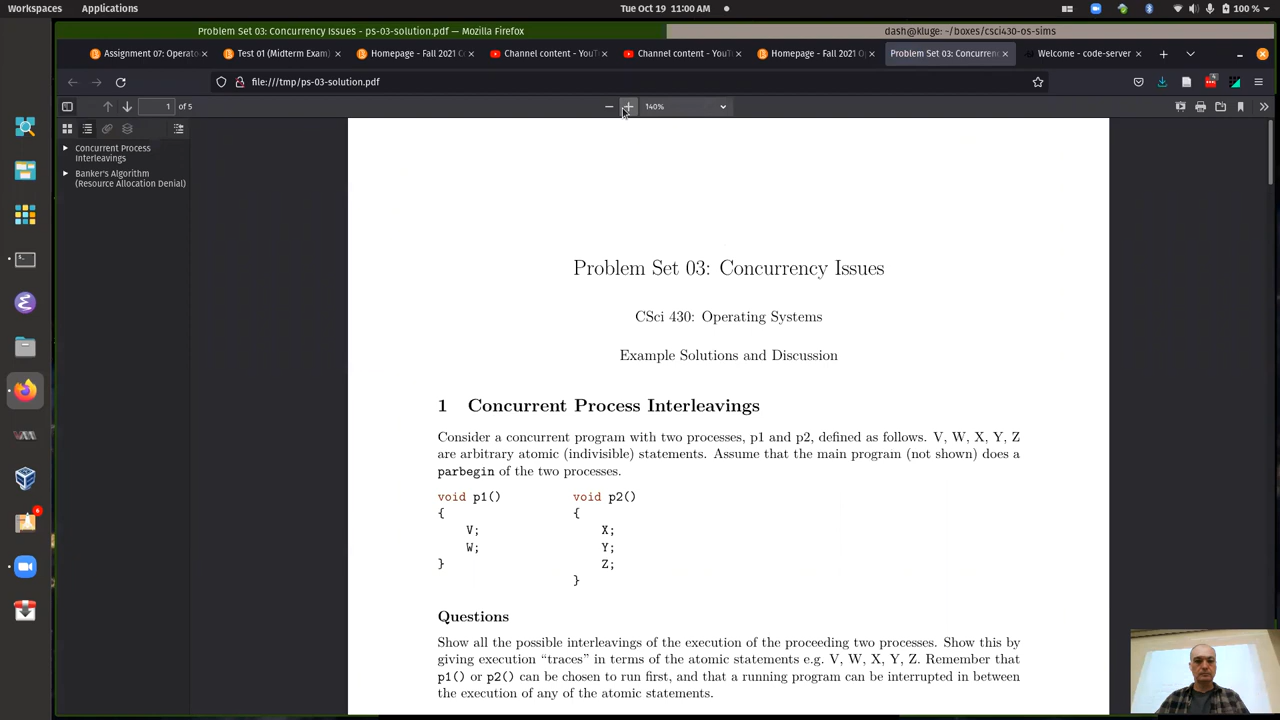 Workspaces Applications Tue Oct 19 11:00 AM 100 %
Problem Set 03: Concurrency Issues - ps-03-solution.pdf — Mozilla Firefox dash@kluge: ~/boxes/csci430-os-sims
Assignment 07: Operato Test 01 (Midterm Exam) Homepage - Fall 2021 Co Channel content - YouTu Channel content - YouTu Homepage - Fall 2021 Op Problem Set 03: Concurrenc Welcome - code-server
file:///tmp/ps-03-solution.pdf
1 of 5 140%
Concurrent Process
Interleavings
Banker's Algorithm
(Resource Allocation Denial)
Problem Set 03: Concurrency Issues
CSci 430: Operating Systems
Example Solutions and Discussion
1 Concurrent Process Interleavings
Consider a concurrent program with two processes, p1 and p2, defined as follows. V, W, X, Y, Z
are arbitrary atomic (indivisible) statements. Assume that the main program (not shown) does a
parbegin of the two processes.
void p1() void p2()
{ {
V; X;
W; Y;
} Z;
}
Questions
Show all the possible interleavings of the execution of the proceeding two processes. Show this by
giving execution “traces” in terms of the atomic statements e.g. V, W, X, Y, Z. Remember that
p1() or p2() can be chosen to run first, and that a running program can be interrupted in between
the execution of any of the atomic statements.
6